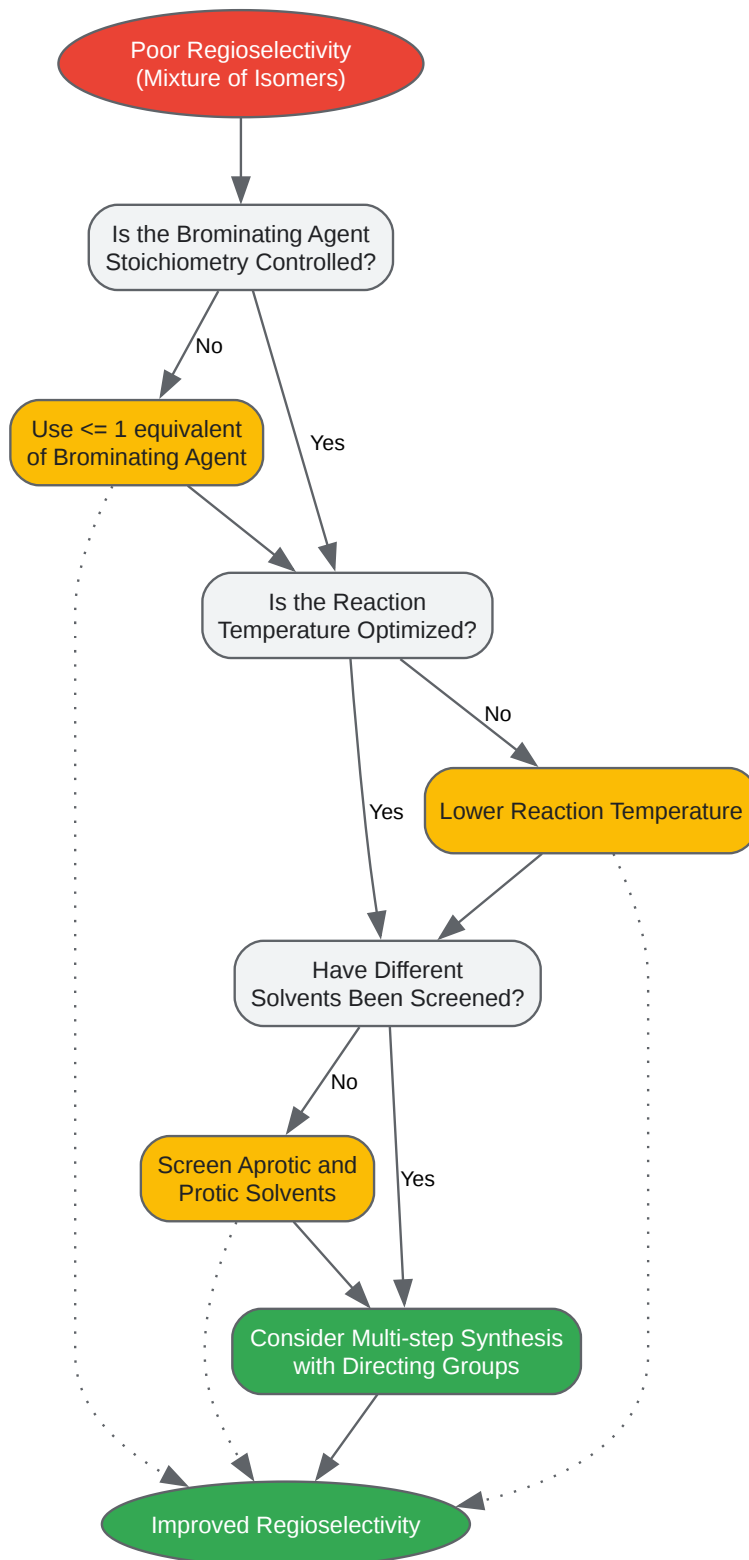 Poor Regioselectivity
(Mixture of Isomers)
Is the Brominating Agent
Stoichiometry Controlled?
No
Use <= 1 equivalent
of Brominating Agent
Yes
Is the Reaction
Temperature Optimized?
No
Lower Reaction Temperature
Yes
Have Different
Solvents Been Screened?
No
Screen Aprotic and
Protic Solvents
Yes
Consider Multi-step Synthesis
with Directing Groups
Improved Regioselectivity